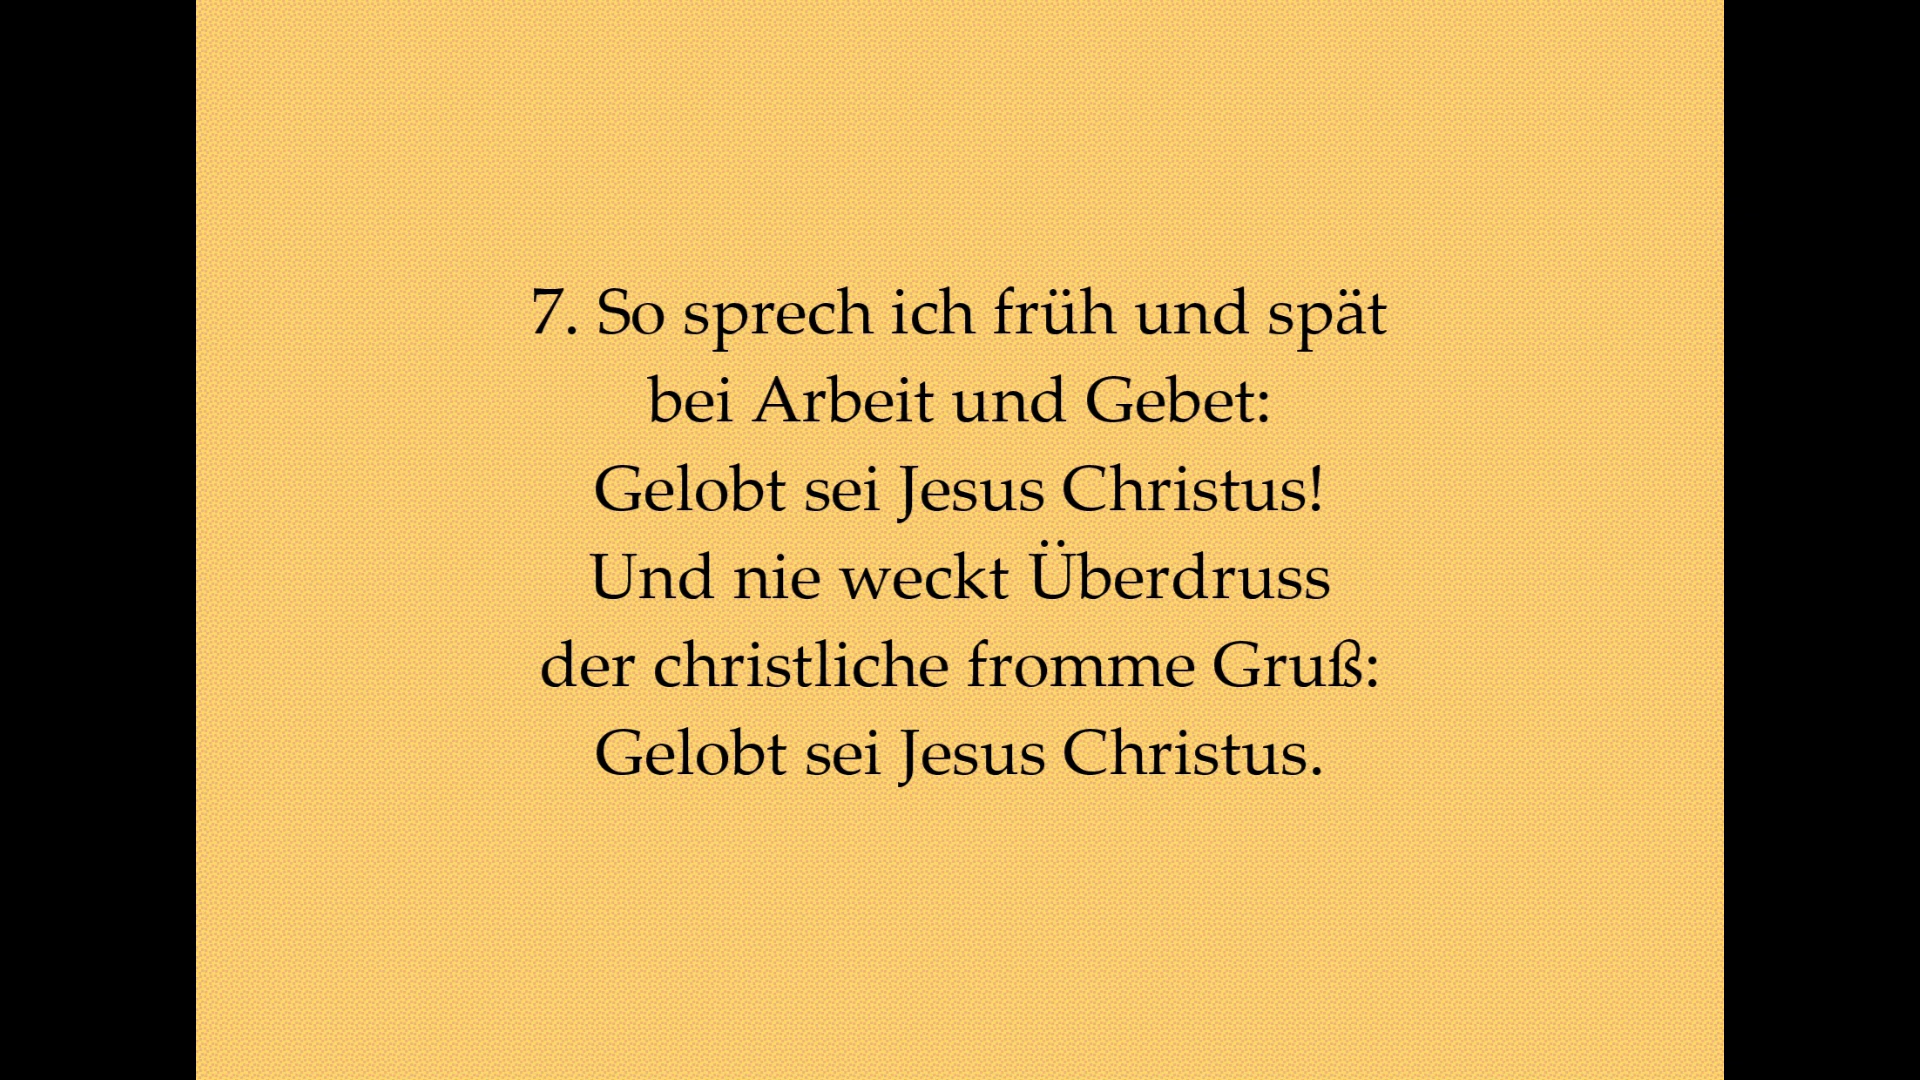 7. So sprech ich früh und spät
bei Arbeit und Gebet:
Gelobt sei Jesus Christus!
Und nie weckt Überdruss
der christliche fromme Gruß:
Gelobt sei Jesus Christus.